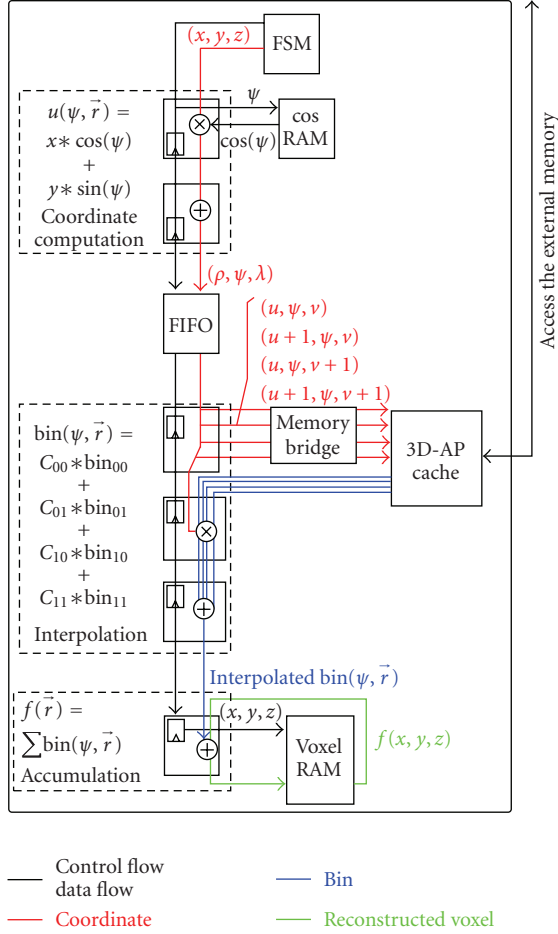 (x, y, z)
FSM
u(ψ, r⃗) =
x∗ cos(ψ)
+
y∗ sin(ψ)
Coordinate
computation
ψ
×
cos(ψ)
cos
RAM
+
(ρ, ψ, λ)
FIFO
(u, ψ, v)
(u + 1, ψ, v)
(u, ψ, v + 1)
(u + 1, ψ, v + 1)
Access the external memory
Memory
bridge
3D-AP
cache
bin(ψ, r⃗) =
C₀₀∗bin₀₀
+
C₀₁∗bin₀₁
+
C₁₀∗bin₁₀
+
C₁₁∗bin₁₁
Interpolation
×
+
Interpolated bin(ψ, r⃗)
f(r⃗) =
∑bin(ψ, r⃗)
Accumulation
(x, y, z)
+
Voxel
RAM
f(x, y, z)
Control flow
data flow
Coordinate
Bin
Reconstructed voxel